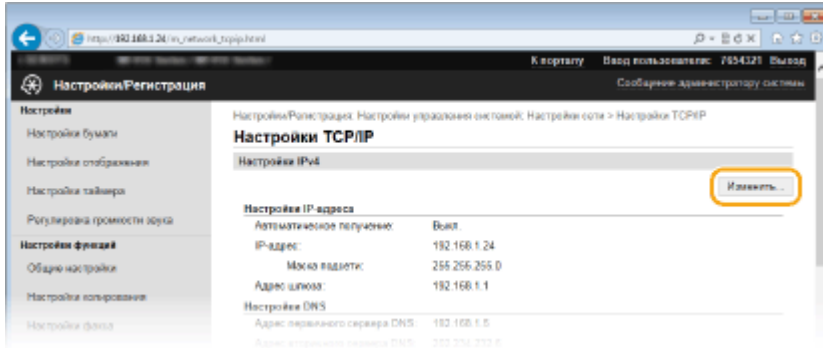 http://192.168.1.24/m_network_tcpip.html
К порталу Вход пользователя: 7654321 Выход
Настройки/Регистрация
Сообщение администратору системы
Настройки
Настройки бумаги
Настройки отображения
Настройки таймера
Регулировка громкости звука
Настройки функций
Общие настройки
Настройки копирования
Настройки факса
Настройки/Регистрация: Настройки управления системой: Настройки сети > Настройки TCP/IP
Настройки TCP/IP
Настройки IPv4
Изменить...
Настройки IP-адреса
Автоматическое получение: Выкл.
IP-адрес: 192.168.1.24
Маска подсети: 255.255.255.0
Адрес шлюза: 192.168.1.1
Настройки DNS
Адрес первичного сервера DNS: 192.168.1.5
Адрес вторичного сервера DNS: